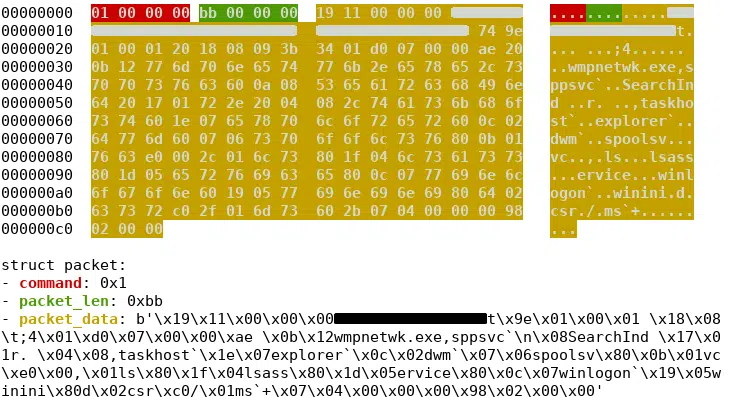 00000000 01 00 00 00 bb 00 00 00 19 11 00 00 00 ...............
00000010 74 9e t.
00000020 01 00 01 20 18 08 09 3b 34 01 d0 07 00 00 ae 20 ... ...;4......
00000030 0b 12 77 6d 70 6e 65 74 77 6b 2e 65 78 65 2c 73 ..wmpnetwk.exe,s
00000040 70 70 73 76 63 60 0a 08 53 65 61 72 63 68 49 6e ppsvc`..SearchIn
00000050 64 20 17 01 72 2e 20 04 08 2c 74 61 73 6b 68 6f d ..r. ..,taskho
00000060 73 74 60 1e 07 65 78 70 6c 6f 72 65 72 60 0c 02 st`..explorer`..
00000070 64 77 6d 60 07 06 73 70 6f 6f 6c 73 76 80 0b 01 dwm`..spoolsv...
00000080 76 63 e0 00 2c 01 6c 73 80 1f 04 6c 73 61 73 73 vc..,.ls...lsass
00000090 80 1d 05 65 72 76 69 63 65 80 0c 07 77 69 6e 6c ...ervice...winl
000000a0 6f 67 6f 6e 60 19 05 77 69 6e 69 6e 69 80 64 02 ogon`..winini.d.
000000b0 63 73 72 c0 2f 01 6d 73 60 2b 07 04 00 00 00 98 csr./.ms`+......
000000c0 02 00 00 ...
struct packet:
- command: 0x1
- packet_len: 0xbb
- packet_data: b'\x19\x11\x00\x00\x00 t\x9e\x01\x00\x01 \x18\x08
\t;4\x01\xd0\x07\x00\x00\xae \x0b\x12wmpnetwk.exe,sppsvc`\n\x08SearchInd \x17\x0
1r. \x04\x08,taskhost`\x1e\x07explorer`\x0c\x02dwm`\x07\x06spoolsv\x80\x0b\x01vc
\xe0\x00,\x01ls\x80\x1f\x04lsass\x80\x1d\x05ervice\x80\x0c\x07winlogon`\x19\x05w
inini\x80d\x02csr\xc0/\x01ms`+\x07\x04\x00\x00\x00\x98\x02\x00\x00'